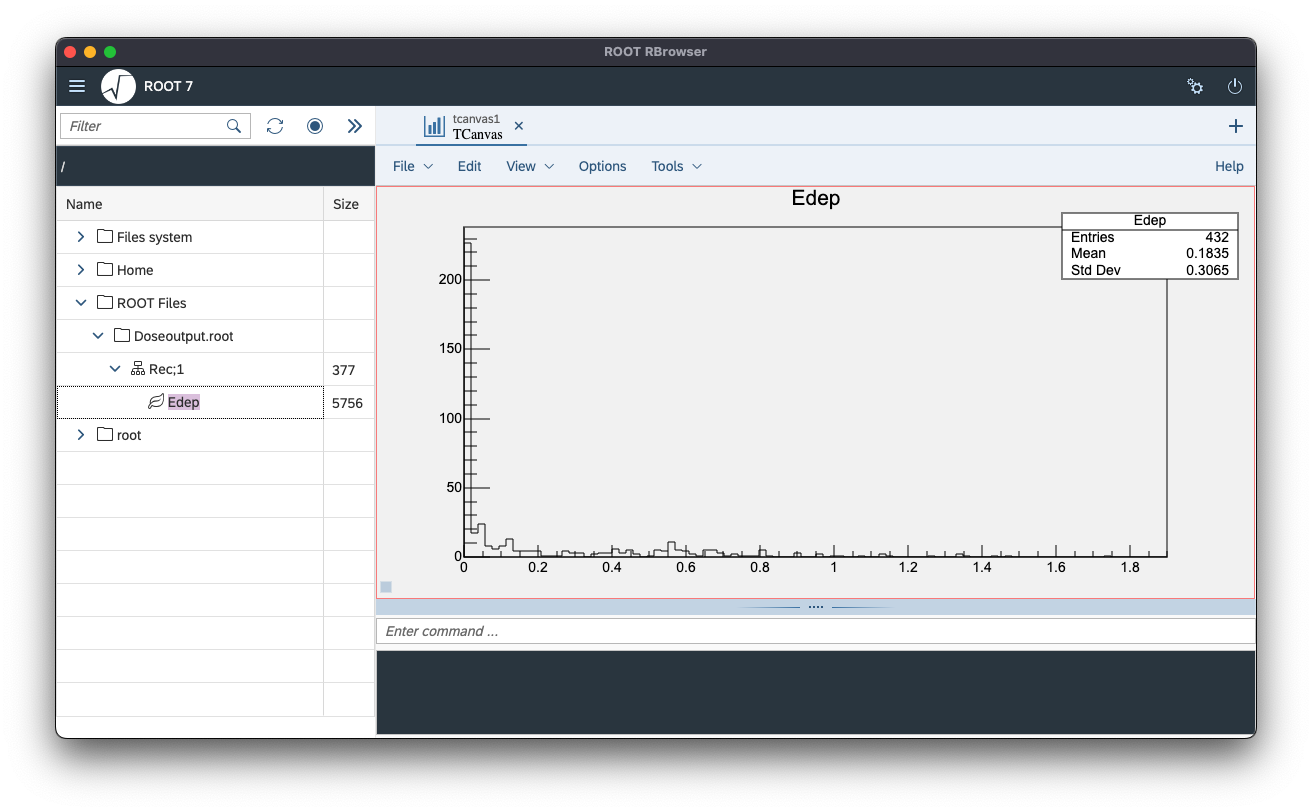 ROOT RBrowser
ROOT 7
Filter
tcanvas1
TCanvas
/
File Edit View Options Tools Help
Name Size
Files system
Home
ROOT Files
Doseoutput.root
Rec;1 377
Edep 5756
root
Edep
Edep
Entries 432
Mean 0.1835
Std Dev 0.3065
200
150
100
50
0
0 0.2 0.4 0.6 0.8 1 1.2 1.4 1.6 1.8
Enter command ...